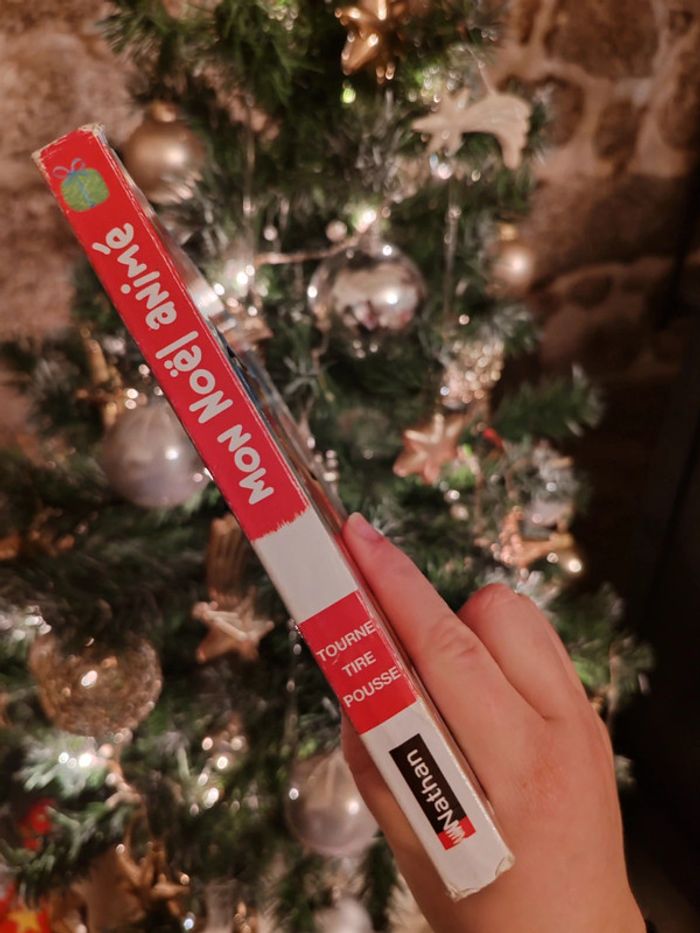 Mon Noël animé
TOURNE
TIRE
POUSSE
Nathan